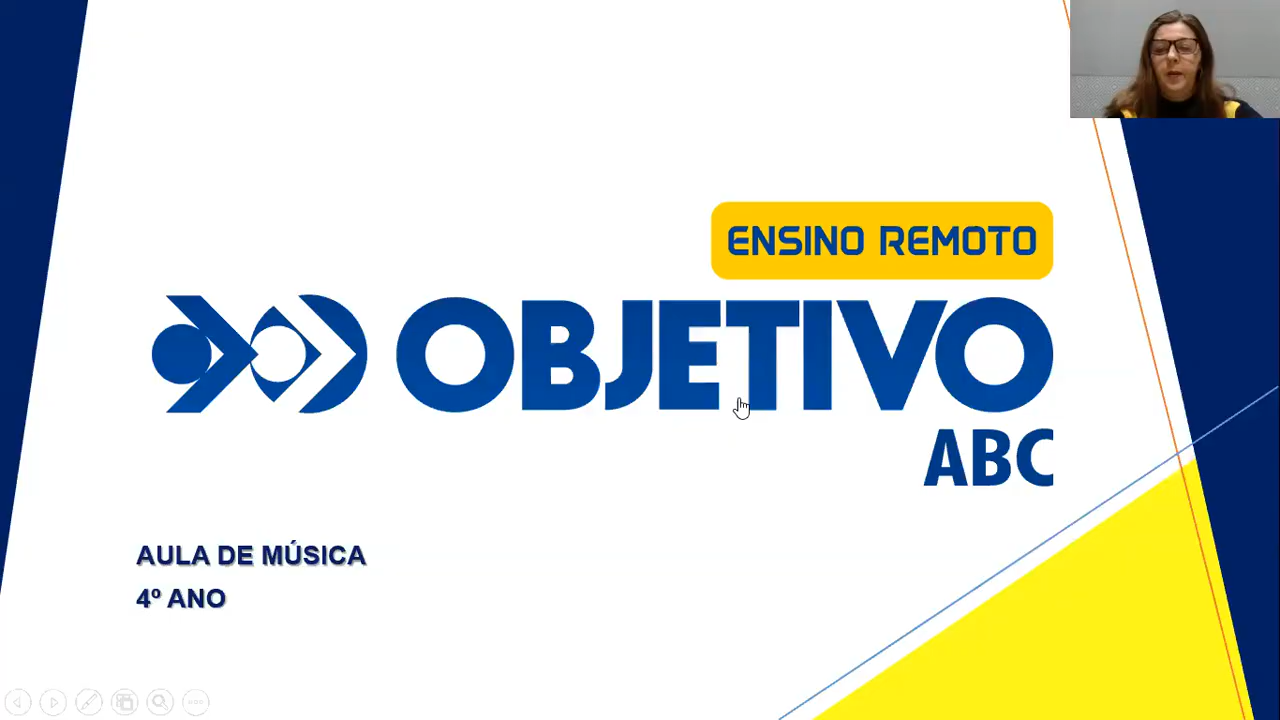 ENSINO REMOTO
OBJETIVO
ABC
AULA DE MÚSICA
4º ANO